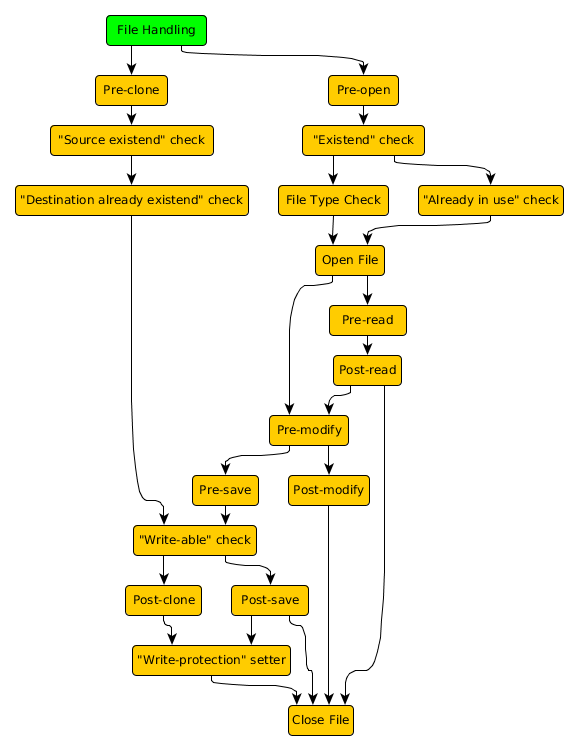 File Handling
Pre-clone
Pre-open
"Source existend" check
"Existend" check
"Destination already existend" check
File Type Check
"Already in use" check
Open File
Pre-read
Post-read
Pre-modify
Pre-save
Post-modify
"Write-able" check
Post-clone
Post-save
"Write-protection" setter
Close File